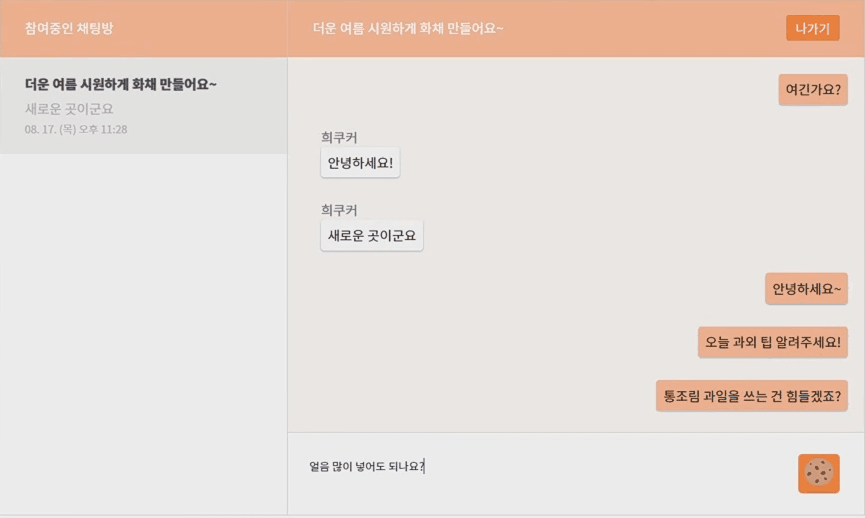 참여중인 채팅방
더운 여름 시원하게 화채 만들어요~
나가기
더운 여름 시원하게 화채 만들어요~
새로운 곳이군요
08. 17. (목) 오후 11:28
여긴가요?
희쿠커
안녕하세요!
희쿠커
새로운 곳이군요
안녕하세요~
오늘 과외 팁 알려주세요!
통조림 과일을 쓰는 건 힘들겠죠?
얼음 많이 넣어도 되나요?